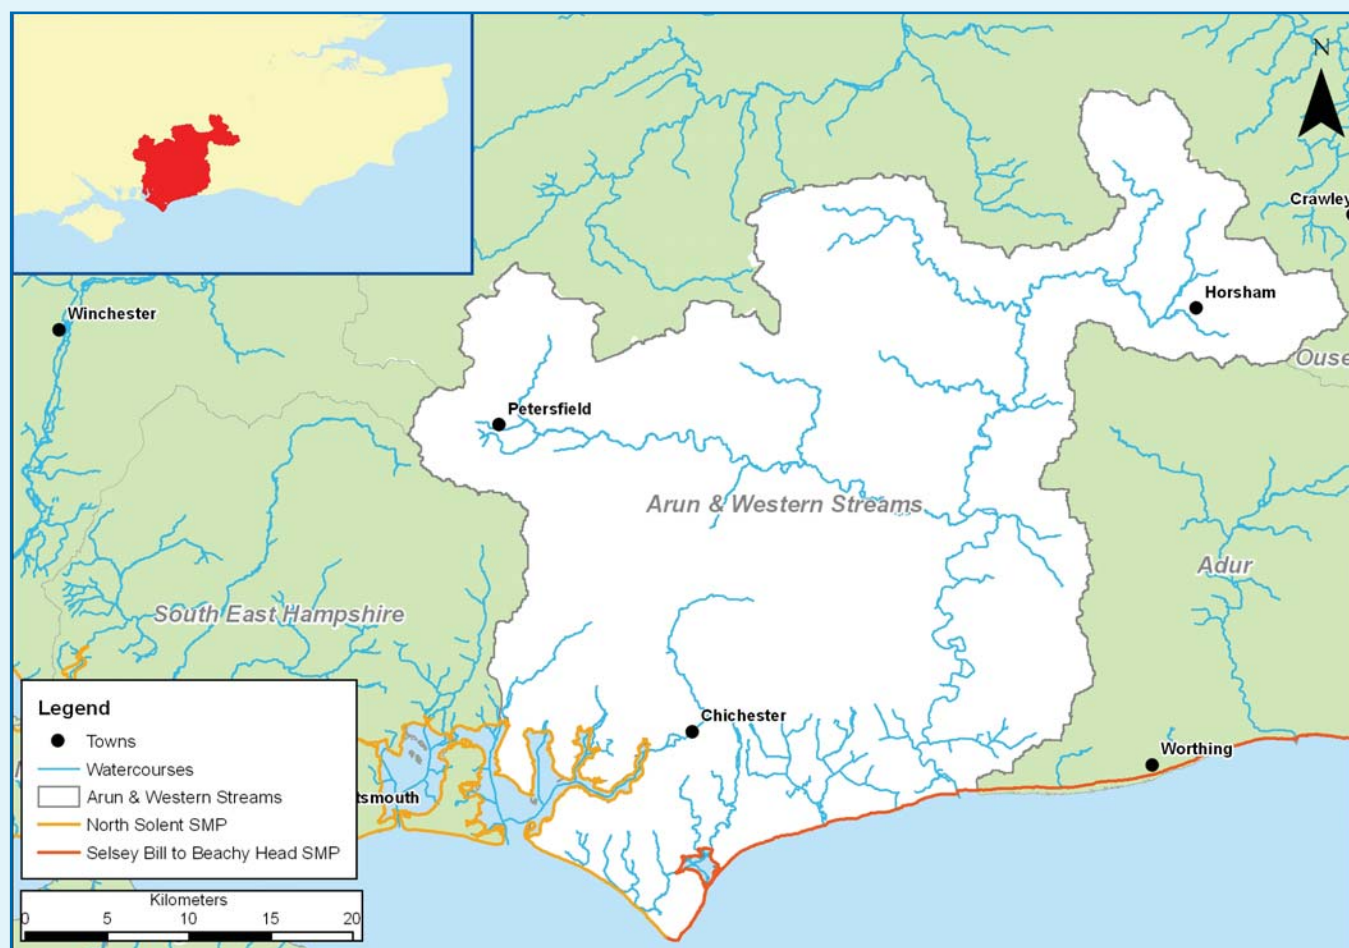 N
Crawley
Winchester
Horsham
Ouse
Petersfield
Arun & Western Streams
Adur
South East Hampshire
Legend
Towns
Watercourses
Arun & Western Streams
North Solent SMP
Selsey Bill to Beachy Head SMP
Chichester
Worthing
tsmouth
Kilometers
0 5 10 15 20